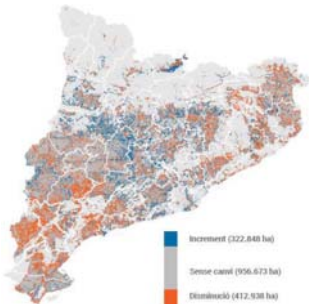 Increment (322.848 ha)
Sense canvi (956.673 ha)
Disminució (412.938 ha)